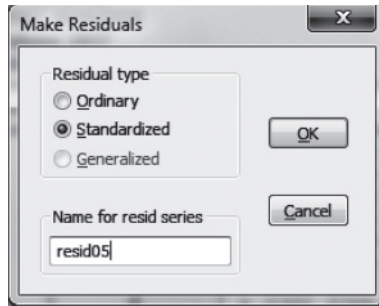 Make Residuals
x
Residual type
Ordinary
Standardized
Generalized
OK
Name for resid series
Cancel
resid05